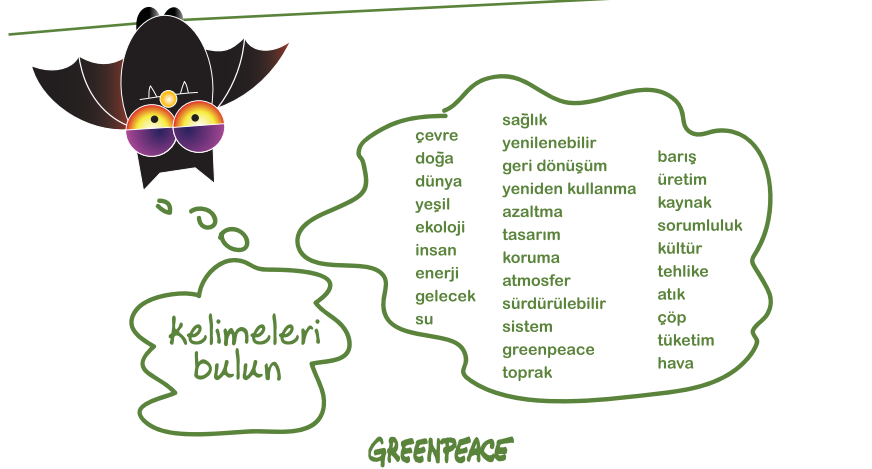 çevre
doğa
dünya
yeşil
ekoloji
insan
enerji
gelecek
su
sağlık
yenilenebilir
geri dönüşüm
yeniden kullanma
azaltma
tasarım
koruma
atmosfer
sürdürülebilir
sistem
greenpeace
toprak
barış
üretim
kaynak
sorumluluk
kültür
tehlike
atık
çöp
tüketim
hava
kelimeleri
bulun
GREENPEACE